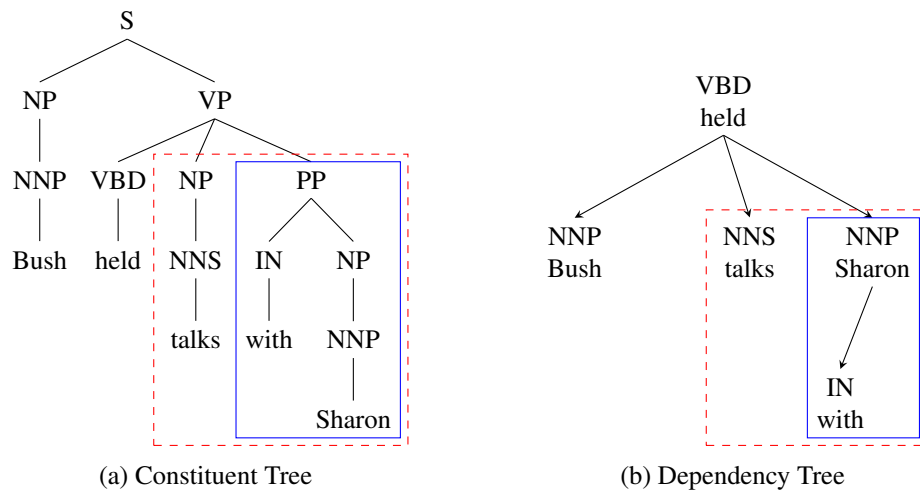 S
NP VP
NNP VBD NP PP
Bush held NNS IN NP
talks with NNP
Sharon
(a) Constituent Tree
VBD
held
NNP NNS NNP
Bush talks Sharon
IN
with
(b) Dependency Tree